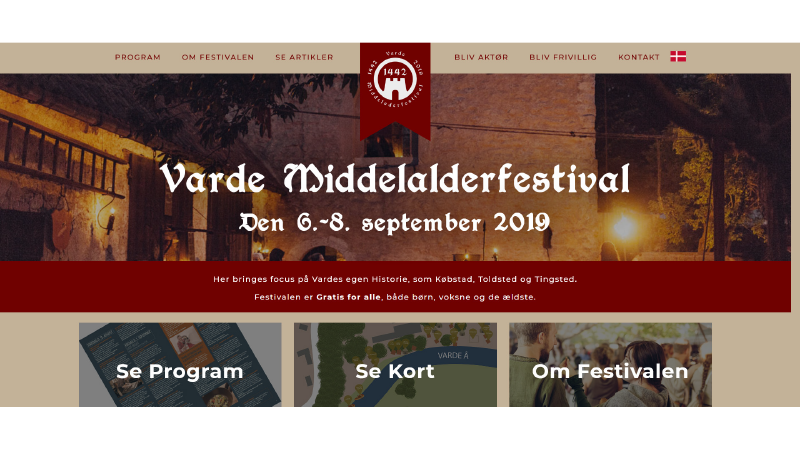 PROGRAM OM FESTIVALEN SE ARTIKLER BLIV AKTØR BLIV FRIVILLIG KONTAKT
Varde
1442 2019
1442
Middelalderfestival
Varde Middelalderfestival
Den 6.-8. september 2019
Her bringes focus på Vardes egen Historie, som Købstad, Toldsted og Tingsted.
Festivalen er Gratis for alle, både børn, voksne og de ældste.
VARDE Å
Se Program Se Kort Om Festivalen